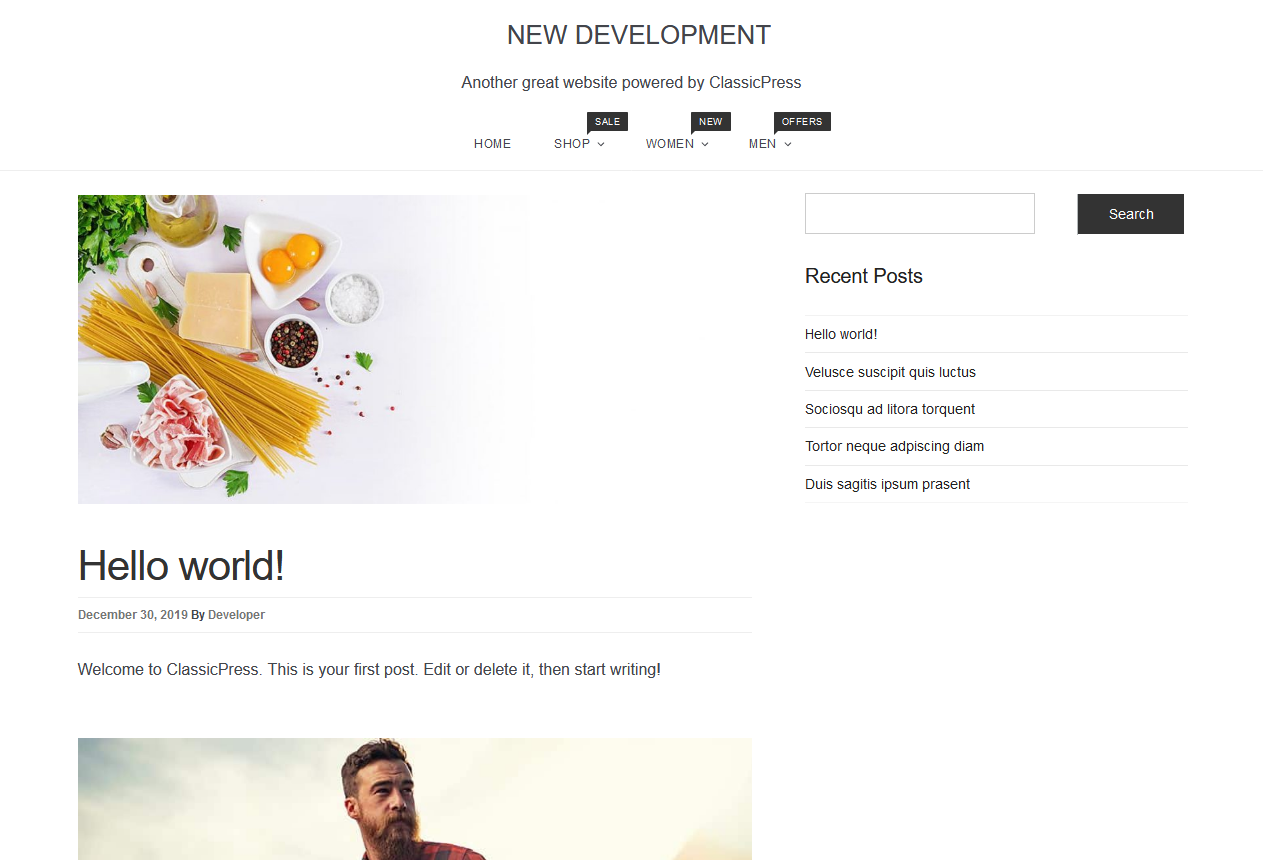 NEW DEVELOPMENT
Another great website powered by ClassicPress
SALE NEW OFFERS
HOME SHOP WOMEN MEN
Search
Recent Posts
Hello world!
Velusce suscipit quis luctus
Sociosqu ad litora torquent
Tortor neque adipiscing diam
Duis sagitis ipsum prasent
Hello world!
December 30, 2019 By Developer
Welcome to ClassicPress. This is your first post. Edit or delete it, then start writing!